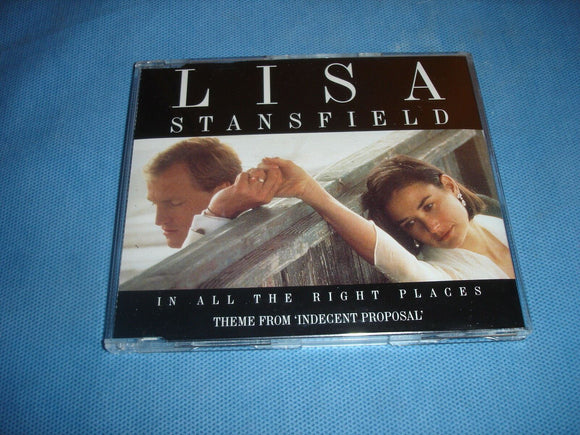 LISA
STANSFIELD
IN ALL THE RIGHT PLACES
THEME FROM 'INDECENT PROPOSAL'